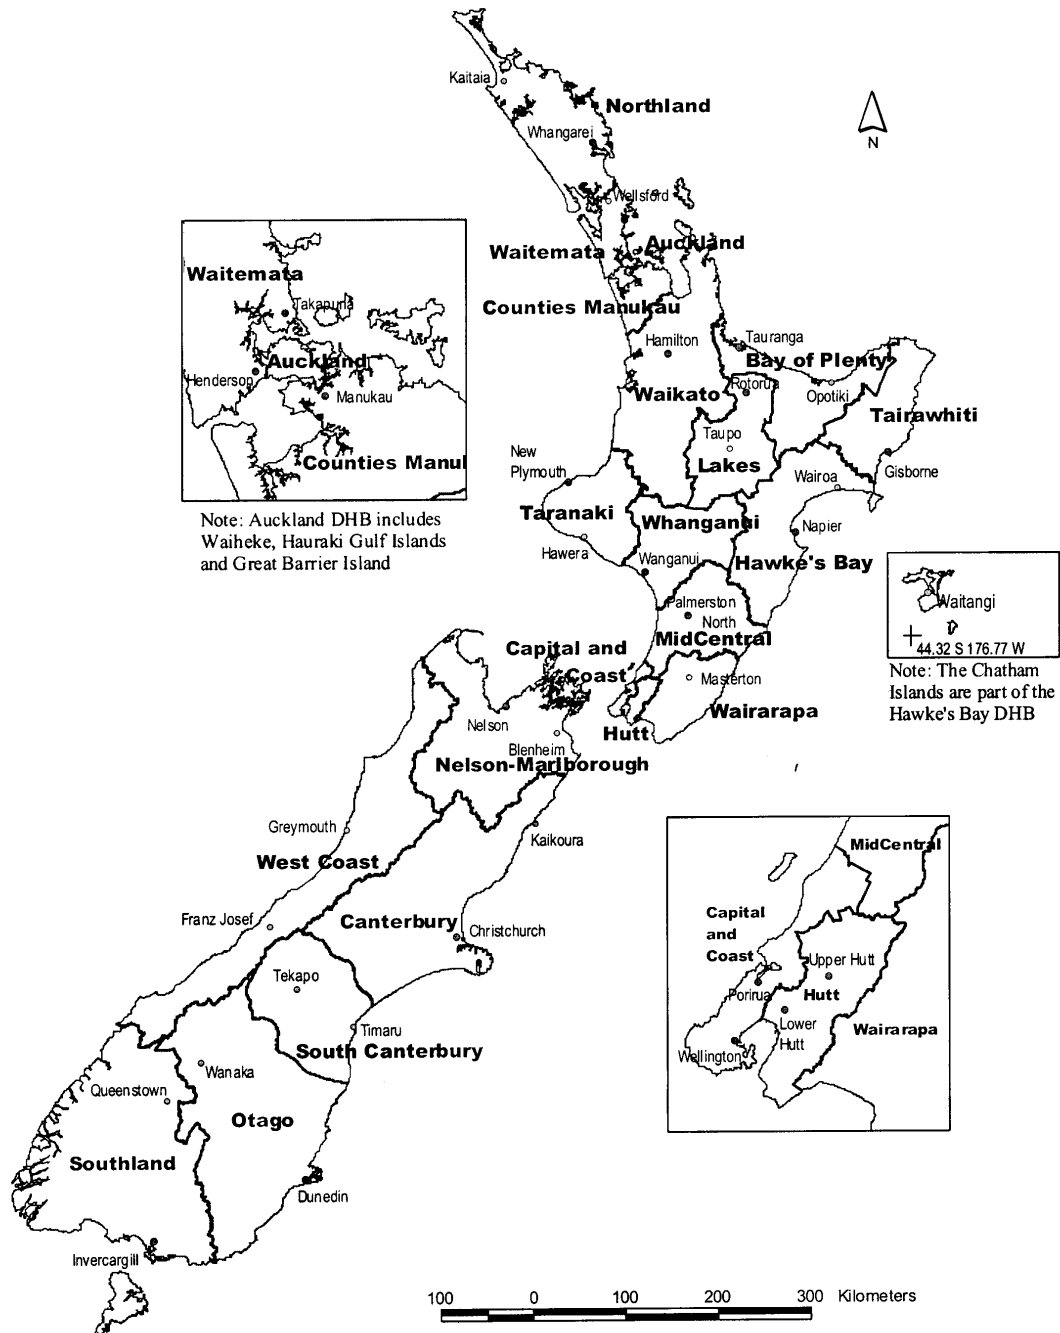 Kaitaia
Northland
Whangarei
N
Wellsford
Waitemata
Auckland
Counties Manukau
Hamilton
Tauranga
Bay of Plenty
Waikato
Rotorua
Opotiki
Tairawhiti
Taupo
Lakes
New
Plymouth
Wairoa
Gisborne
Taranaki
Whanganui
Napier
Hawera
Wanganui
Hawke's Bay
Palmerston
North
MidCentral
Masterton
Wairarapa
Capital and
Coast
Hutt
Nelson
Blenheim
Nelson-Marlborough
Greymouth
Kaikoura
West Coast
Franz Josef
Canterbury
Christchurch
Tekapo
Timaru
South Canterbury
Wanaka
Queenstown
Otago
Southland
Dunedin
Invercargill
Waitemata
Takapuna
Auckland
Henderson
Manukau
Counties Manul
Note: Auckland DHB includes
Waiheke, Hauraki Gulf Islands
and Great Barrier Island
Waitangi
44.32 S 176.77 W
Note: The Chatham
Islands are part of the
Hawke's Bay DHB
MidCentral
Capital
and
Coast
Upper Hutt
Porirua
Hutt
Lower
Hutt
Wairarapa
Wellington
100 0 100 200 300 Kilometers